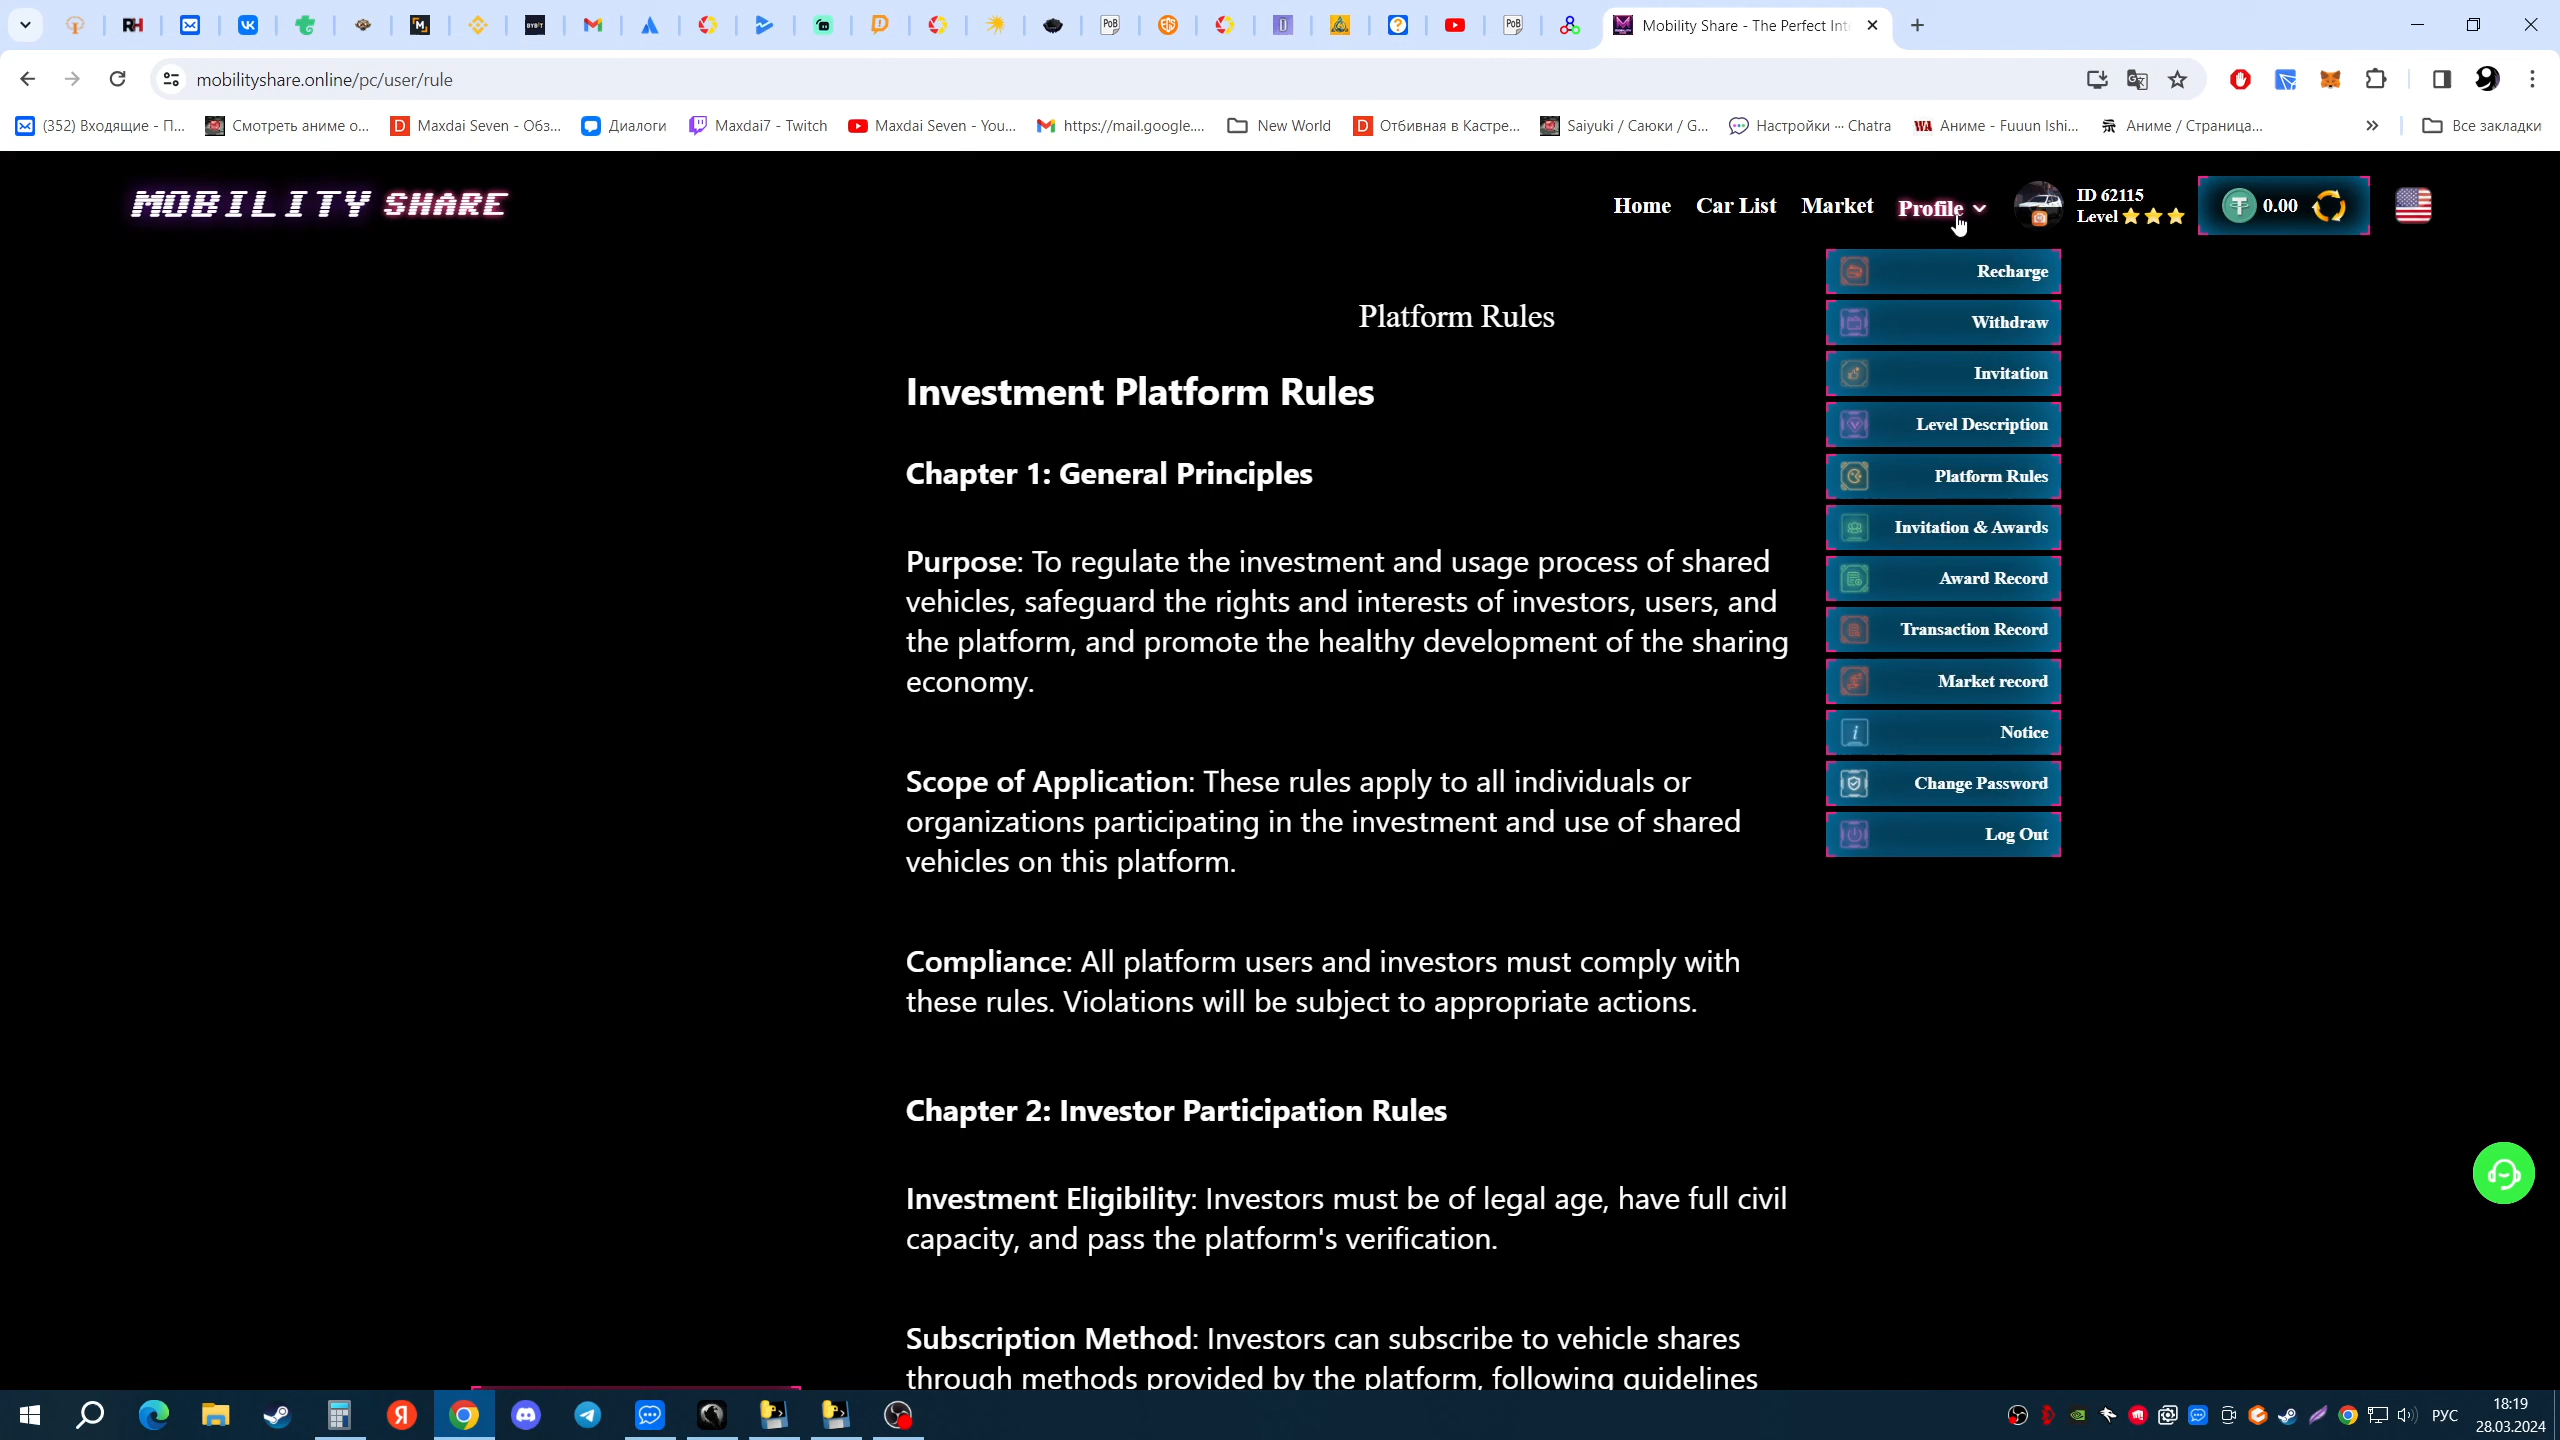 Mobility Share - The Perfect Int
mobilityshare.online/pc/user/rule
(352) Входящие - П...
Смотреть аниме о...
Maxdai Seven - Обз...
Диалоги
Maxdai7 - Twitch
Maxdai Seven - You...
https://mail.google....
New World
Отбивная в Кастре...
Saiyuki / Саюки / G...
Настройки ··· Chatra
Аниме - Fuuun Ishi...
Аниме / Страница...
Все закладки
MOBILITY SHARE
Home
Car List
Market
Profile
ID 62115
Level
0.00
Recharge
Withdraw
Invitation
Level Description
Platform Rules
Invitation & Awards
Award Record
Transaction Record
Market record
Notice
Change Password
Log Out
Platform Rules
Investment Platform Rules
Chapter 1: General Principles
Purpose: To regulate the investment and usage process of shared
vehicles, safeguard the rights and interests of investors, users, and
the platform, and promote the healthy development of the sharing
economy.
Scope of Application: These rules apply to all individuals or
organizations participating in the investment and use of shared
vehicles on this platform.
Compliance: All platform users and investors must comply with
these rules. Violations will be subject to appropriate actions.
Chapter 2: Investor Participation Rules
Investment Eligibility: Investors must be of legal age, have full civil
capacity, and pass the platform's verification.
Subscription Method: Investors can subscribe to vehicle shares
through methods provided by the platform, following guidelines
РУС
18:19
28.03.2024